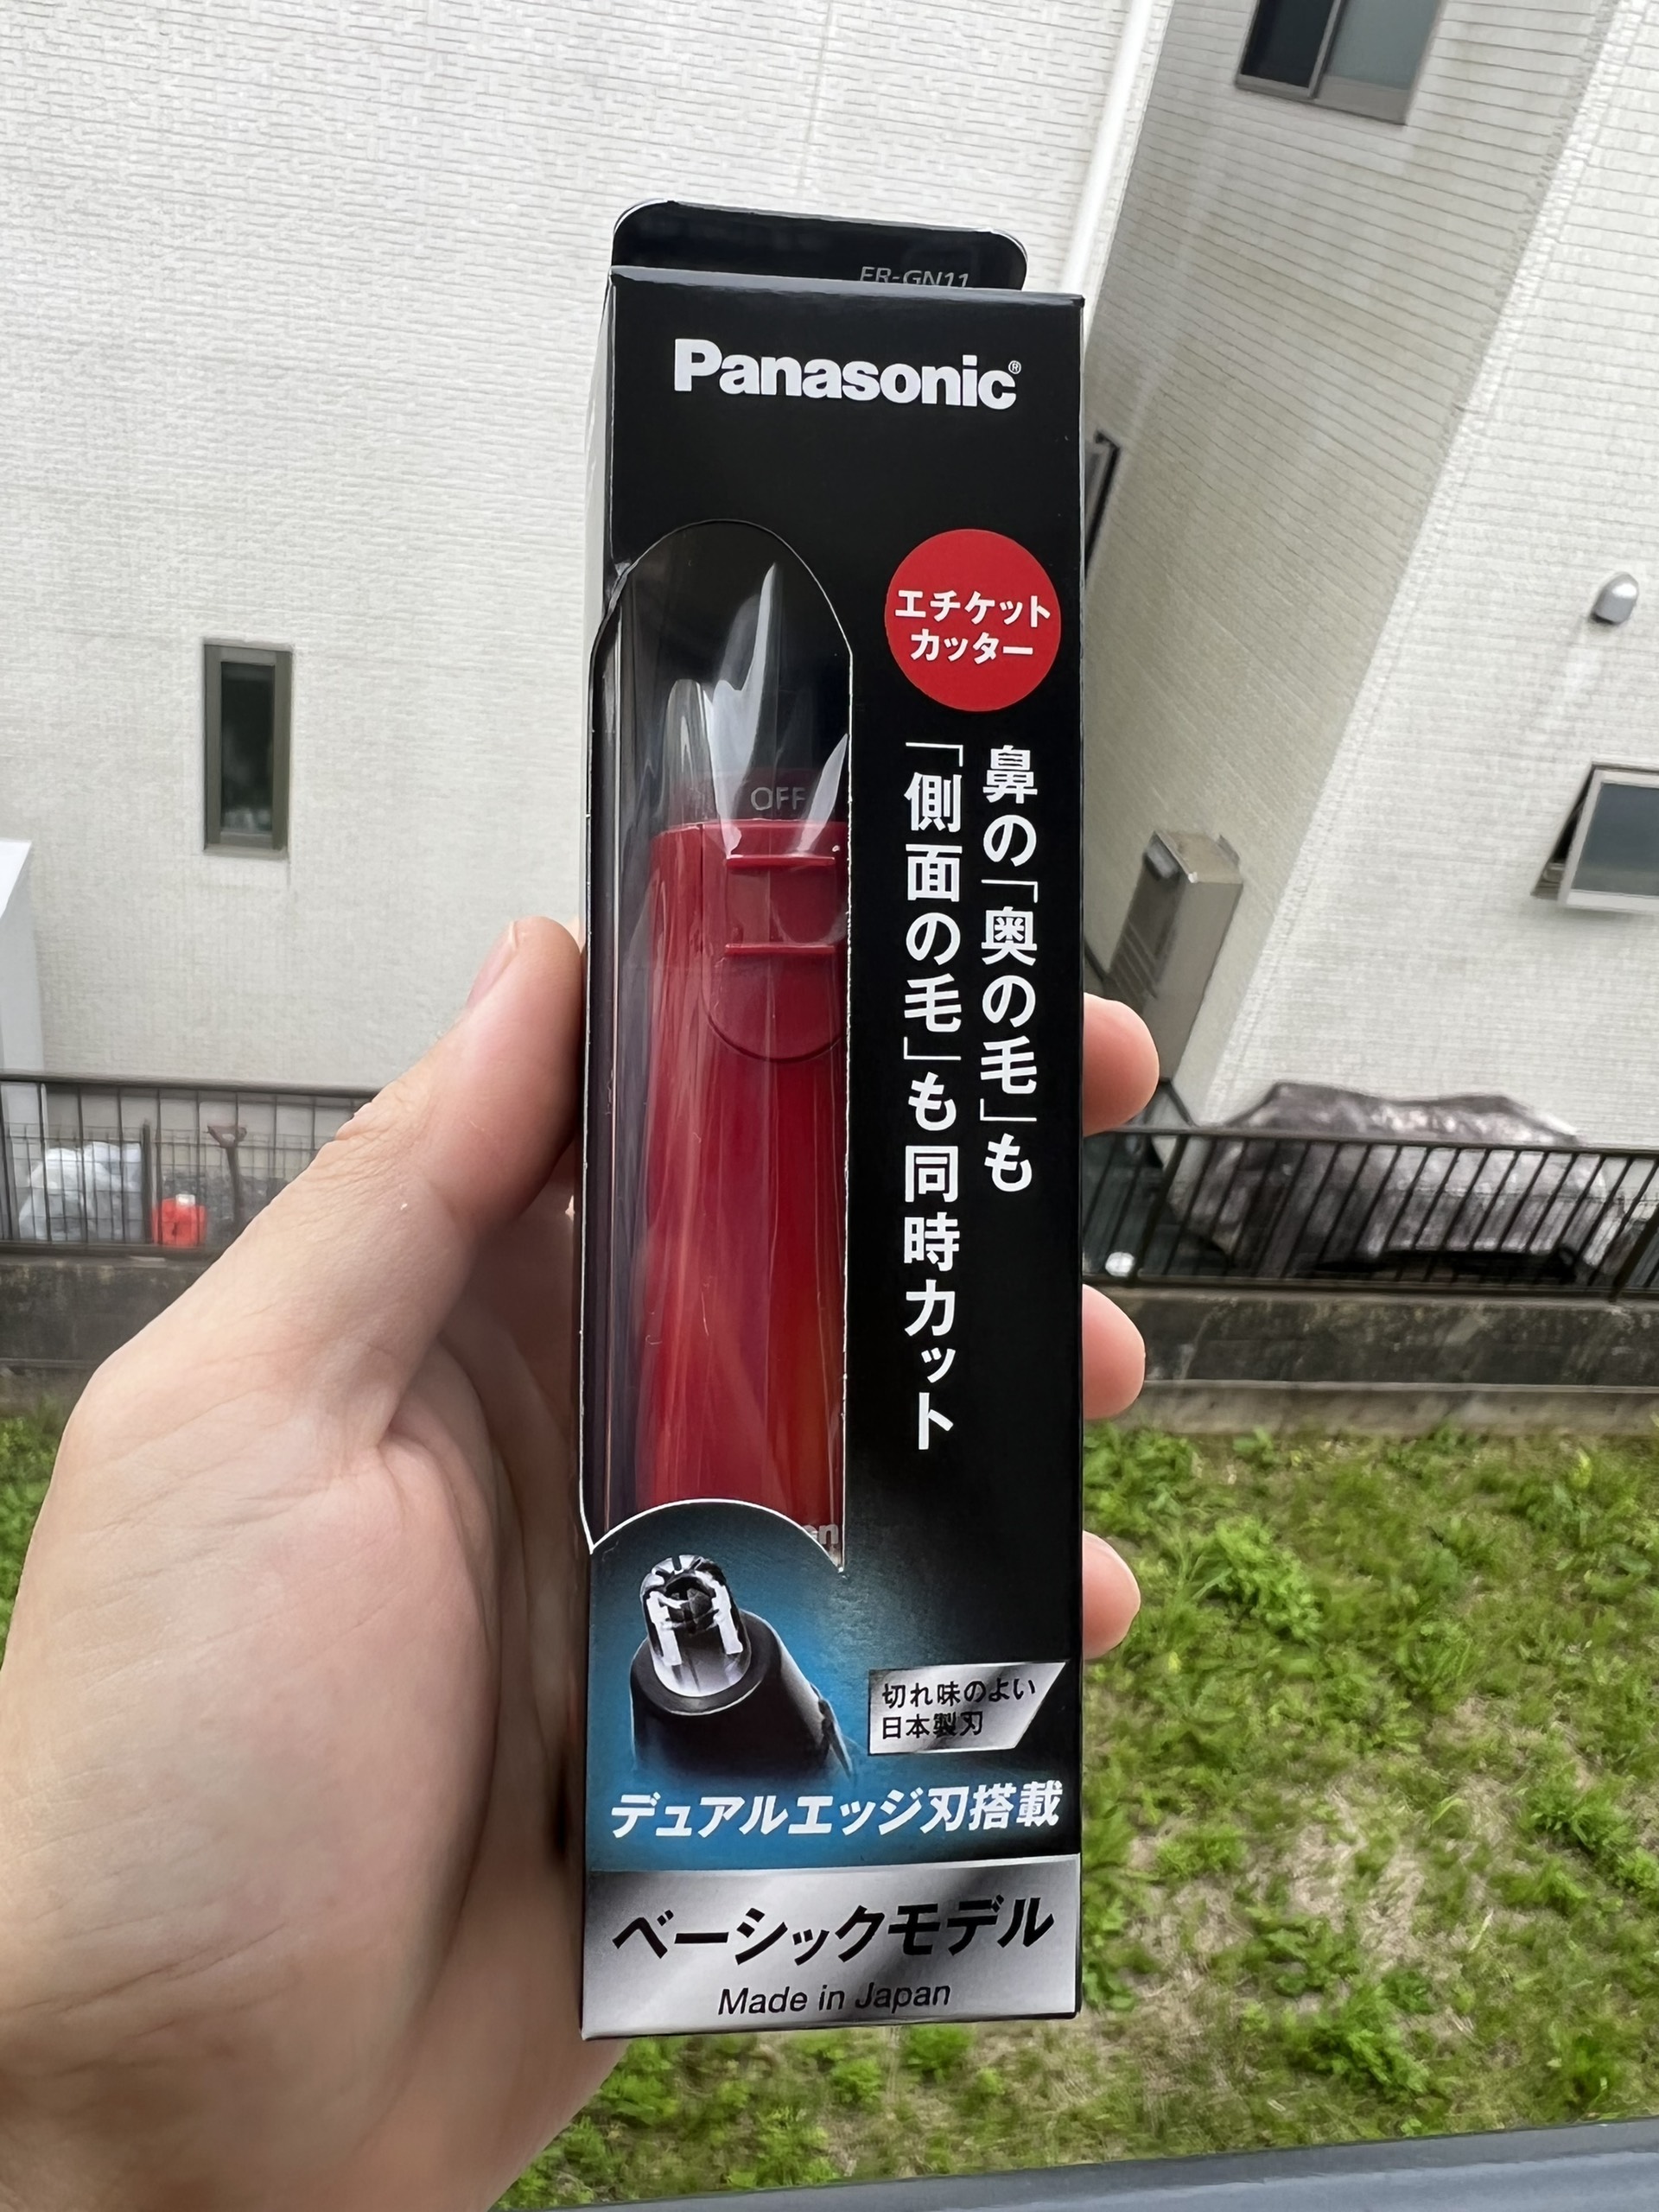 ER-GN11
Panasonic®
エチケット
カッター
鼻の「奥の毛」も
「側面の毛」も同時カット
OFF
切れ味のよい
日本製刃
デュアルエッジ刃搭載
ベーシックモデル
Made in Japan